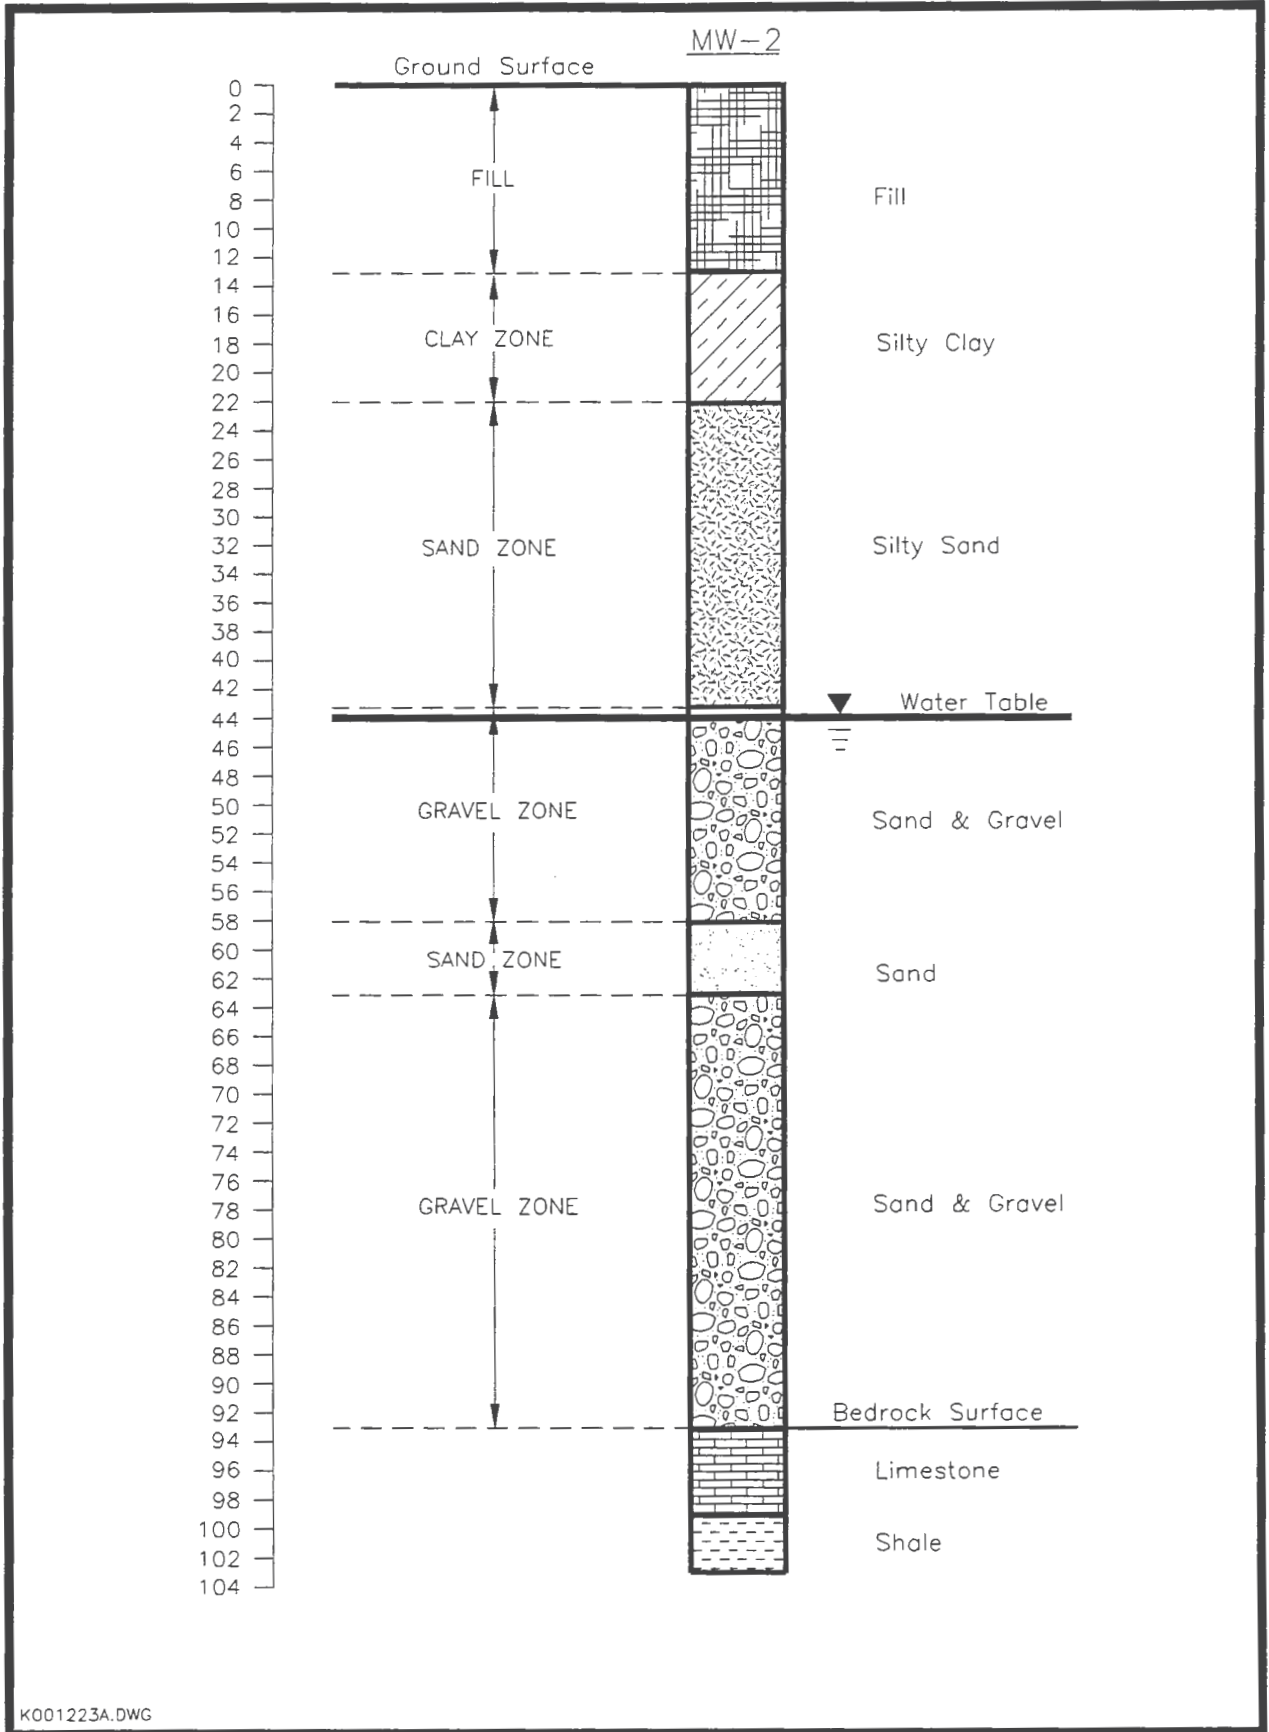 MW-2
Ground Surface
0
2
4
6
FILL
8
Fill
10
12
14
16
18
CLAY ZONE
Silty Clay
20
22
24
26
28
30
32
SAND ZONE
Silty Sand
34
36
38
40
42
Water Table
44
46
48
50
GRAVEL ZONE
Sand & Gravel
52
54
56
58
60
SAND ZONE
Sand
62
64
66
68
70
72
74
76
78
GRAVEL ZONE
Sand & Gravel
80
82
84
86
88
90
92
Bedrock Surface
94
96
Limestone
98
100
Shale
102
104
K001223A.DWG